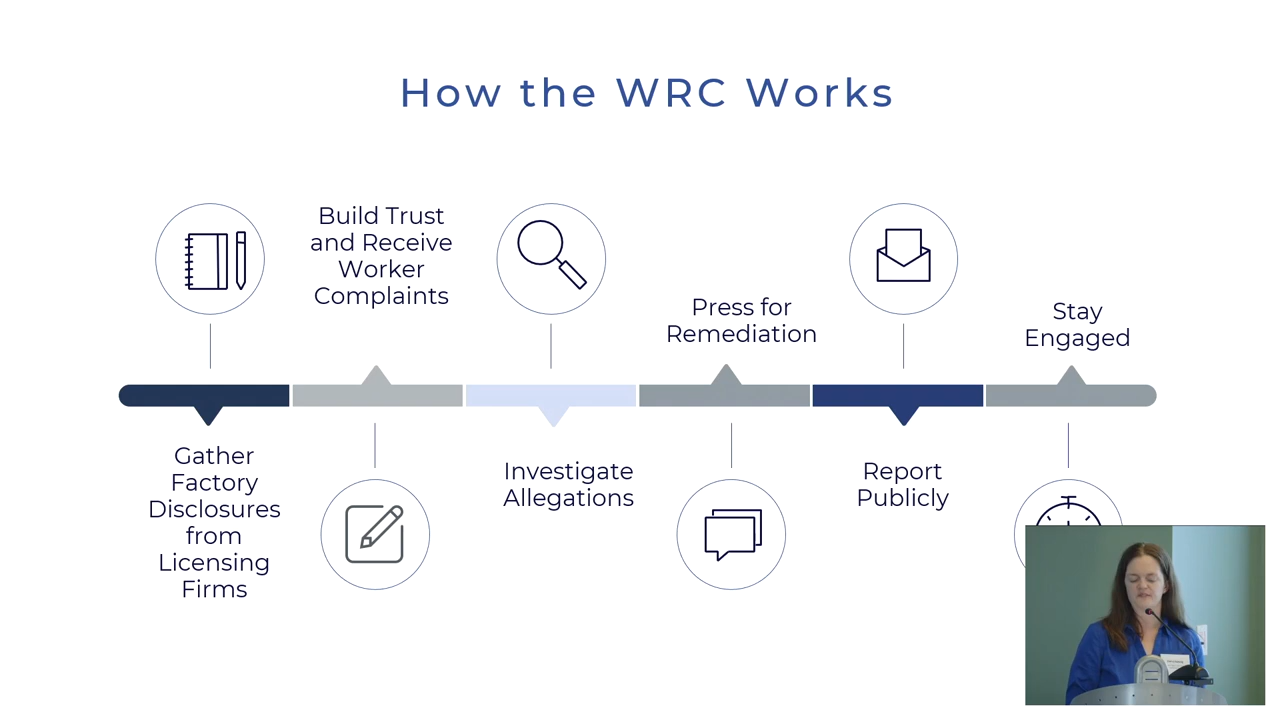 How the WRC Works
Build Trust
and Receive
Worker
Complaints
Press for
Remediation
Stay
Engaged
Gather
Factory
Disclosures
from
Licensing
Firms
Investigate
Allegations
Report
Publicly